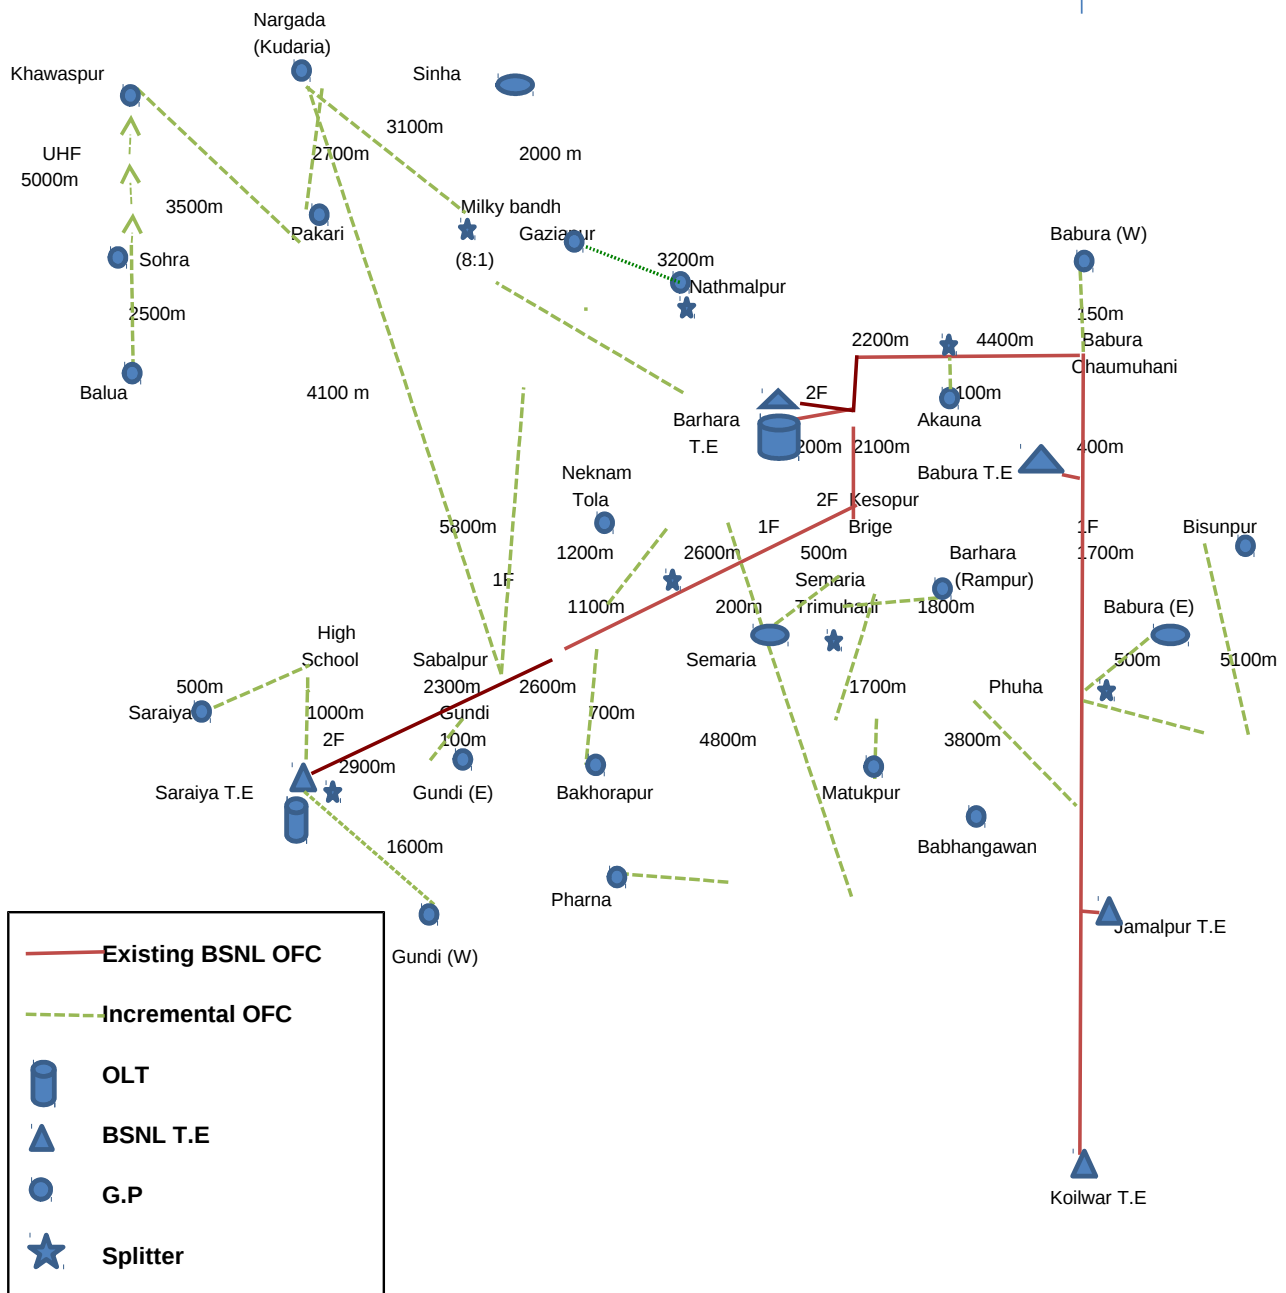 Nargada
(Kudaria)
Khawaspur
Sinha
3100m
UHF
5000m
2700m
2000 m
3500m
Milky bandh
Pakari
Gaziapur
Babura (W)
Sohra
(8:1)
3200m
Nathmalpur
2500m
150m
2200m
4400m
Babura
Chaumuhani
Balua
4100 m
2F
100m
Barhara
T.E
Akauna
200m
2100m
400m
Neknam
Tola
Babura T.E
2F
Kesopur
Brige
5800m
1F
1F
Bisunpur
1200m
2600m
500m
Barhara
(Rampur)
1700m
1F
Semaria
Trimuhani
1100m
200m
1800m
Babura (E)
High
School
Sabalpur
Semaria
500m
5100m
500m
2300m
2600m
1700m
Phuha
Saraiya
1000m
Gundi
700m
2F
100m
4800m
3800m
2900m
Saraiya T.E
Gundi (E)
Bakhorapur
Matukpur
1600m
Babhangawan
Pharna
Jamalpur T.E
Gundi (W)
Existing BSNL OFC
Incremental OFC
OLT
BSNL T.E
G.P
Splitter
Koilwar T.E